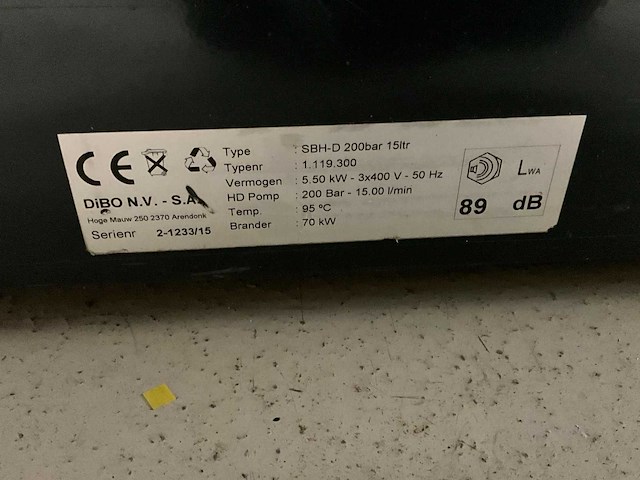 CE
DiBO N.V. - S.A.
Hoge Mauw 250 2370 Arendonk
Serienr 2-1233/15
Type : SBH-D 200bar 15ltr
Typenr : 1.119.300
Vermogen : 5.50 kW - 3x400 V - 50 Hz
HD Pomp : 200 Bar - 15.00 l/min
Temp. : 95 ºC
Brander : 70 kW
LWA
89 dB